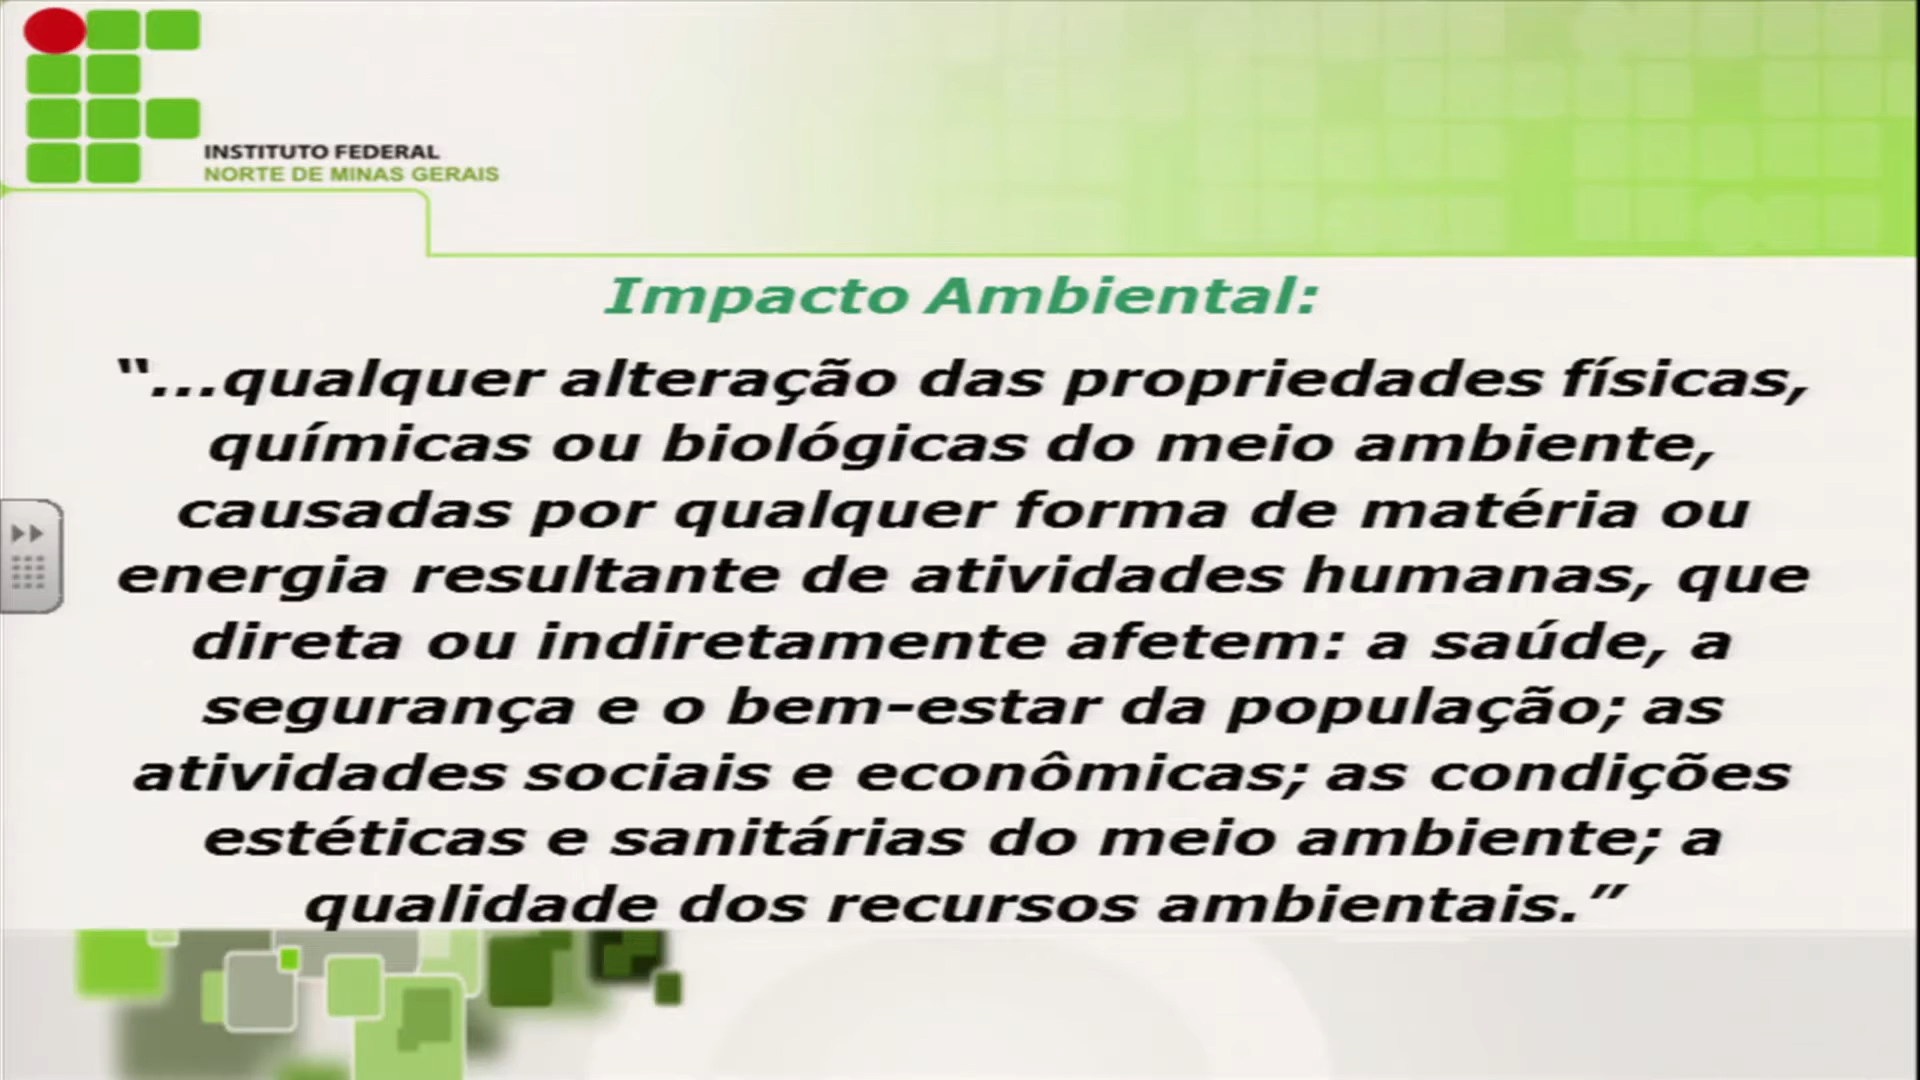 INSTITUTO FEDERAL
NORTE DE MINAS GERAIS
Impacto Ambiental:
“...qualquer alteração das propriedades físicas,
químicas ou biológicas do meio ambiente,
causadas por qualquer forma de matéria ou
energia resultante de atividades humanas, que
direta ou indiretamente afetem: a saúde, a
segurança e o bem-estar da população; as
atividades sociais e econômicas; as condições
estéticas e sanitárias do meio ambiente; a
qualidade dos recursos ambientais.”